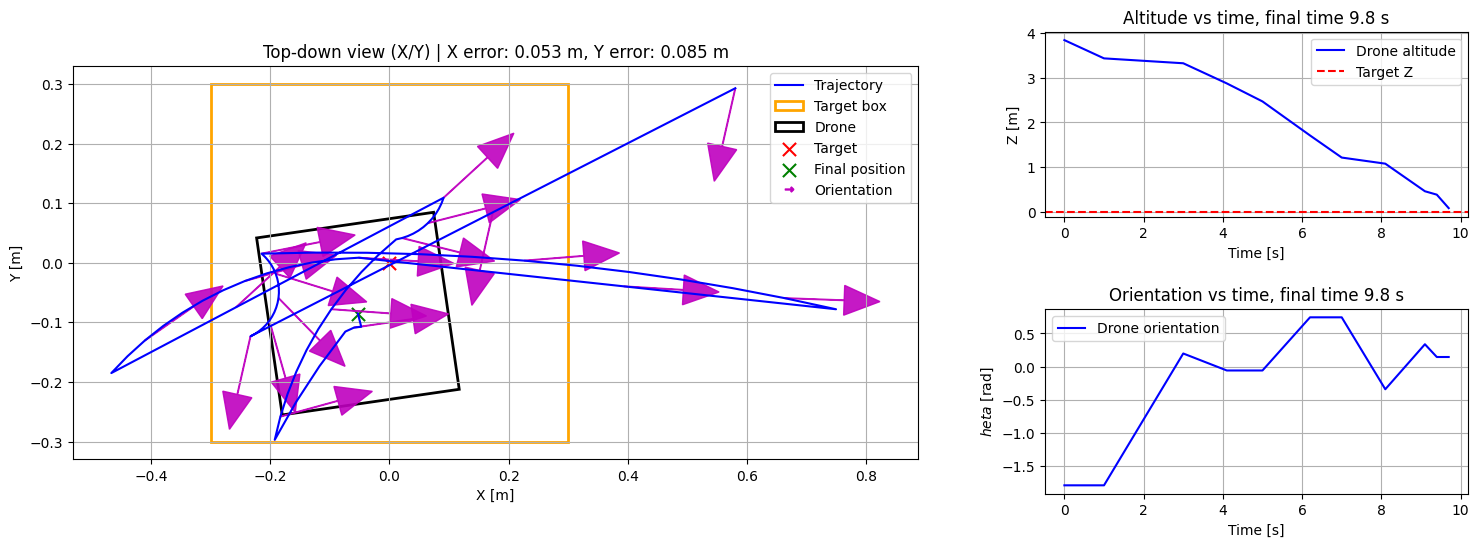 Top-down view (X/Y) | X error: 0.053 m, Y error: 0.085 m
Y [m]
0.3
0.2
0.1
0.0
−0.1
−0.2
−0.3
−0.4
−0.2
0.0
0.2
0.4
0.6
0.8
X [m]
Trajectory
Target box
Drone
Target
Final position
Orientation
Altitude vs time, final time 9.8 s
Z [m]
4
3
2
1
0
0
2
4
6
8
10
Time [s]
Drone altitude
Target Z
Orientation vs time, final time 9.8 s
heta [rad]
0.5
0.0
−0.5
−1.0
−1.5
0
2
4
6
8
10
Time [s]
Drone orientation